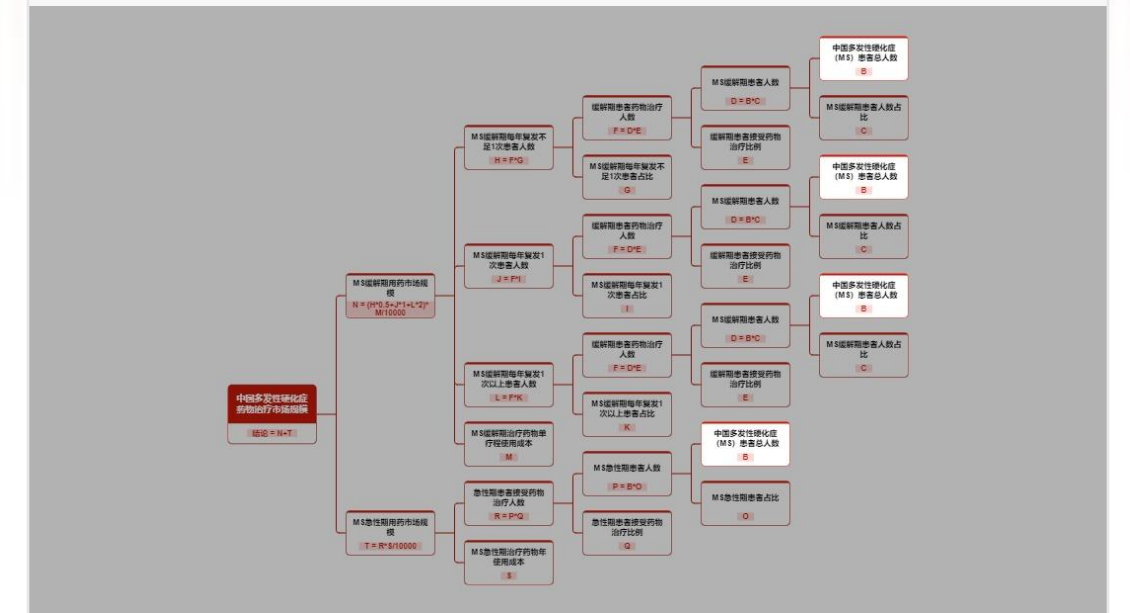 中国多发性硬化症
药物治疗市场规模
结论 = N+T
MS缓解期用药市场规
模
N = (H*0.5+J*1+L*2)*
M/10000
MS缓解期每年复发不
足1次患者人数
H = F*G
缓解期患者药物治疗
人数
F = D*E
MS缓解期患者人数
D = B*C
中国多发性硬化症
（MS）患者总人数
B
MS缓解期患者人数占
比
C
缓解期患者接受药物
治疗比例
E
MS缓解期每年复发不
足1次患者占比
G
MS缓解期每年复发1
次患者人数
J = F*I
缓解期患者药物治疗
人数
F = D*E
MS缓解期患者人数
D = B*C
中国多发性硬化症
（MS）患者总人数
B
MS缓解期患者人数占
比
C
缓解期患者接受药物
治疗比例
E
MS缓解期每年复发1
次患者占比
I
MS缓解期每年复发1
次以上患者人数
L = F*K
缓解期患者药物治疗
人数
F = D*E
MS缓解期患者人数
D = B*C
中国多发性硬化症
（MS）患者总人数
B
MS缓解期患者人数占
比
C
缓解期患者接受药物
治疗比例
E
MS缓解期每年复发1
次以上患者占比
K
MS缓解期治疗药物单
疗程使用成本
M
MS急性期用药市场规
模
T = R*S/10000
急性期患者接受药物
治疗人数
R = P*Q
MS急性期患者人数
P = B*O
中国多发性硬化症
（MS）患者总人数
B
MS急性期患者占比
O
急性期患者接受药物
治疗比例
Q
MS急性期治疗药物年
使用成本
S